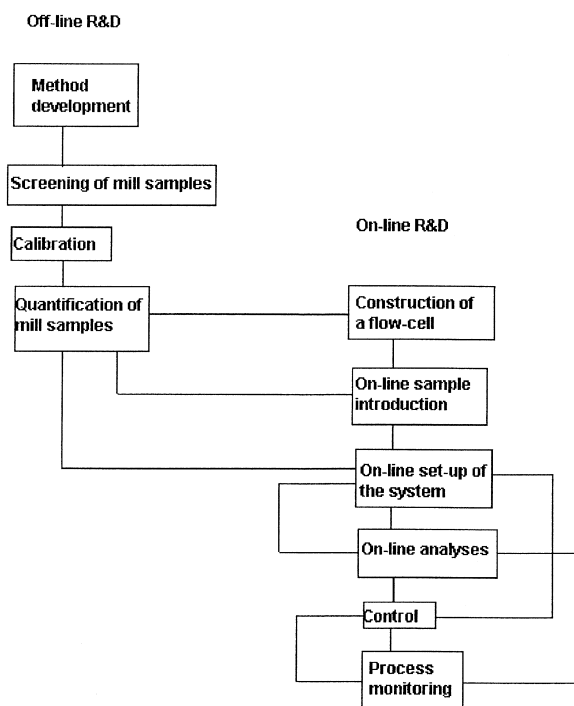 Off-line R&D
Method
development
Screening of mill samples
Calibration
Quantification of
mill samples
On-line R&D
Construction of
a flow-cell
On-line sample
introduction
On-line set-up of
the system
On-line analyses
Control
Process
monitoring